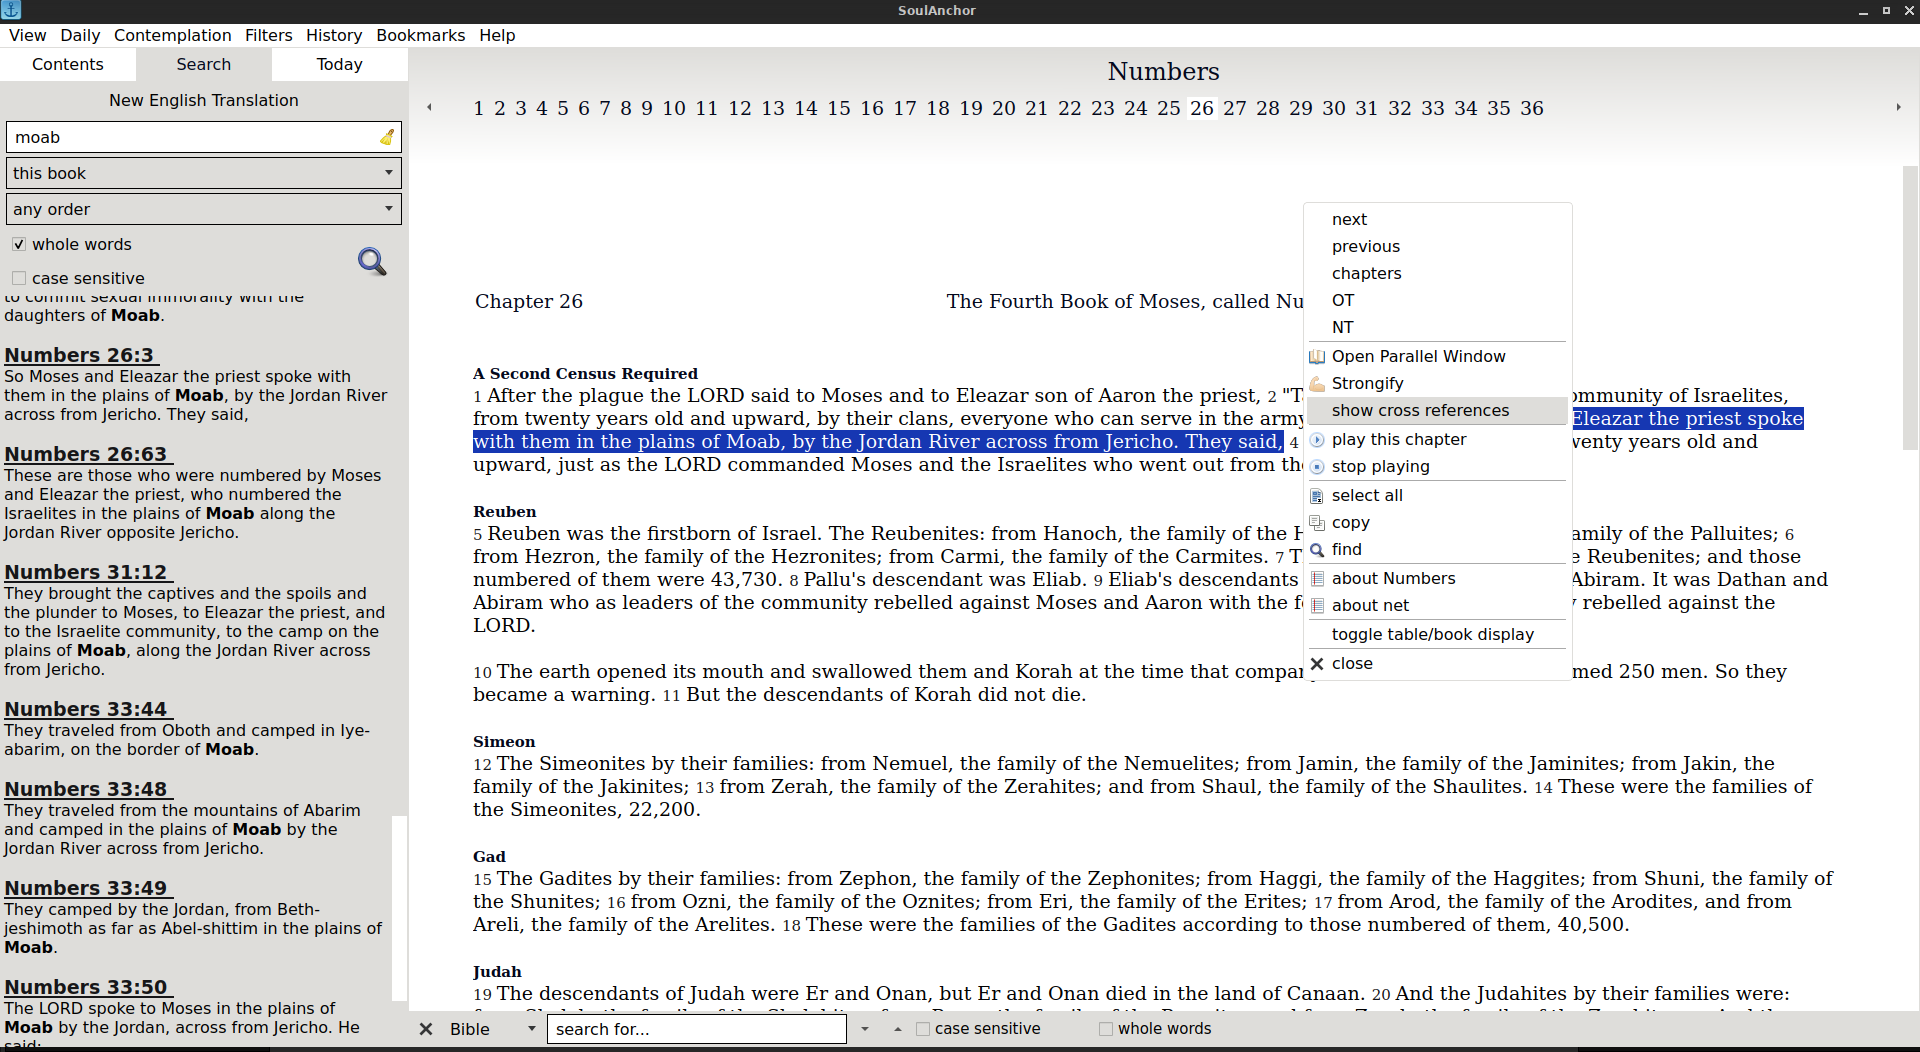 SoulAnchor
View Daily Contemplation Filters History Bookmarks Help
Contents Search Today
New English Translation
moab
this book
any order
whole words
case sensitive
to commit sexual immorality with the
daughters of Moab.
Numbers 26:3
So Moses and Eleazar the priest spoke with
them in the plains of Moab, by the Jordan River
across from Jericho. They said,
Numbers 26:63
These are those who were numbered by Moses
and Eleazar the priest, who numbered the
Israelites in the plains of Moab along the
Jordan River opposite Jericho.
Numbers 31:12
They brought the captives and the spoils and
the plunder to Moses, to Eleazar the priest, and
to the Israelite community, to the camp on the
plains of Moab, along the Jordan River across
from Jericho.
Numbers 33:44
They traveled from Oboth and camped in Iye-
abarim, on the border of Moab.
Numbers 33:48
They traveled from the mountains of Abarim
and camped in the plains of Moab by the
Jordan River across from Jericho.
Numbers 33:49
They camped by the Jordan, from Beth-
jeshimoth as far as Abel-shittim in the plains of
Moab.
Numbers 33:50
The LORD spoke to Moses in the plains of
Moab by the Jordan, across from Jericho. He
said:
Numbers
1 2 3 4 5 6 7 8 9 10 11 12 13 14 15 16 17 18 19 20 21 22 23 24 25 26 27 28 29 30 31 32 33 34 35 36
Chapter 26 The Fourth Book of Moses, called Nu
A Second Census Required
1 After the plague the LORD said to Moses and to Eleazar son of Aaron the priest, 2 "T ommunity of Israelites,
from twenty years old and upward, by their clans, everyone who can serve in the army Eleazar the priest spoke
with them in the plains of Moab, by the Jordan River across from Jericho. They said, 4 wenty years old and
upward, just as the LORD commanded Moses and the Israelites who went out from th
Reuben
5 Reuben was the firstborn of Israel. The Reubenites: from Hanoch, the family of the H amily of the Palluites; 6
from Hezron, the family of the Hezronites; from Carmi, the family of the Carmites. 7 T e Reubenites; and those
numbered of them were 43,730. 8 Pallu's descendant was Eliab. 9 Eliab's descendants Abiram. It was Dathan and
Abiram who as leaders of the community rebelled against Moses and Aaron with the f rebelled against the
LORD.
10 The earth opened its mouth and swallowed them and Korah at the time that compan med 250 men. So they
became a warning. 11 But the descendants of Korah did not die.
Simeon
12 The Simeonites by their families: from Nemuel, the family of the Nemuelites; from Jamin, the family of the Jaminites; from Jakin, the
family of the Jakinites; 13 from Zerah, the family of the Zerahites; and from Shaul, the family of the Shaulites. 14 These were the families of
the Simeonites, 22,200.
Gad
15 The Gadites by their families: from Zephon, the family of the Zephonites; from Haggi, the family of the Haggites; from Shuni, the family of
the Shunites; 16 from Ozni, the family of the Oznites; from Eri, the family of the Erites; 17 from Arod, the family of the Arodites, and from
Areli, the family of the Arelites. 18 These were the families of the Gadites according to those numbered of them, 40,500.
Judah
19 The descendants of Judah were Er and Onan, but Er and Onan died in the land of Canaan. 20 And the Judahites by their families were:
next
previous
chapters
OT
NT
Open Parallel Window
Strongify
show cross references
play this chapter
stop playing
select all
copy
find
about Numbers
about net
toggle table/book display
close
Bible search for... case sensitive whole words